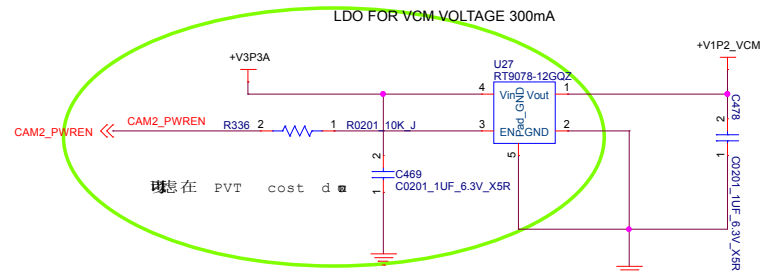 LDO FOR VCM VOLTAGE 300mA
+V3P3A
+V1P2_VCM
U27
RT9078-12GQZ
4 Vin Vout 1
Pad_GND
C478
2
CAM2_PWREN
CAM2_PWREN
R336 2 1 R0201_10K_J
3 EN GND 2
5
1
C0201_1UF_6.3V_X5R
2
C469
1
C0201_1UF_6.3V_X5R
虑在 PVT cost d